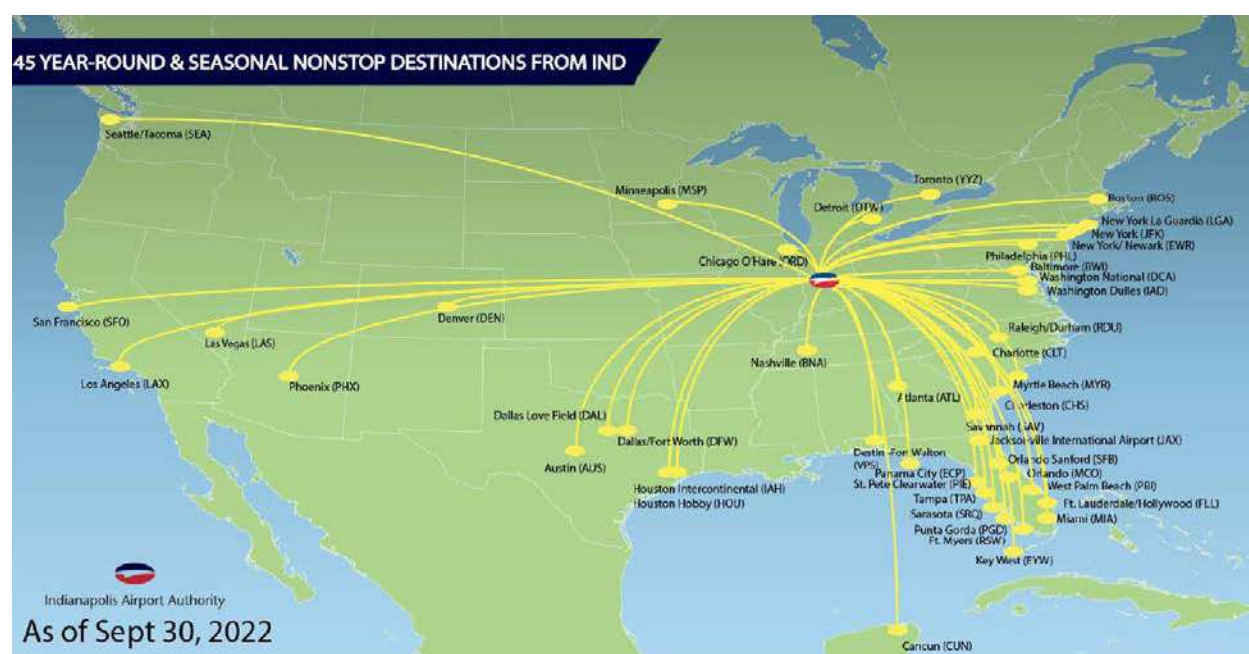 45 YEAR-ROUND & SEASONAL NONSTOP DESTINATIONS FROM IND
Seattle/Tacoma (SEA)
Minneapolis (MSP)
Toronto (YYZ)
Detroit (DTW)
Boston (BOS)
New York La Guardia (LGA)
New York (JFK)
New York/ Newark (EWR)
Philadelphia (PHL)
Chicago O'Hare (ORD)
Baltimore (BWI)
Washington National (DCA)
Washington Dulles (IAD)
San Francisco (SFO)
Denver (DEN)
Raleigh/Durham (RDU)
Las Vegas (LAS)
Charlotte (CLT)
Nashville (BNA)
Los Angeles (LAX)
Phoenix (PHX)
Myrtle Beach (MYR)
Atlanta (ATL)
Charleston (CHS)
Dallas Love Field (DAL)
Savannah (SAV)
Dallas/Fort Worth (DFW)
Jacksonville International Airport (JAX)
Destin -Fort Walton
(VPS)
Austin (AUS)
Orlando Sanford (SFB)
Panama City (ECP)
Orlando (MCO)
St. Pete Clearwater (PIE)
Houston Intercontinental (IAH)
West Palm Beach (PBI)
Tampa (TPA)
Houston Hobby (HOU)
Ft. Lauderdale/Hollywood (FLL)
Sarasota (SRQ)
Miami (MIA)
Punta Gorda (PGD)
Ft. Myers (RSW)
Key West (EYW)
Cancun (CUN)
Indianapolis Airport Authority
As of Sept 30, 2022